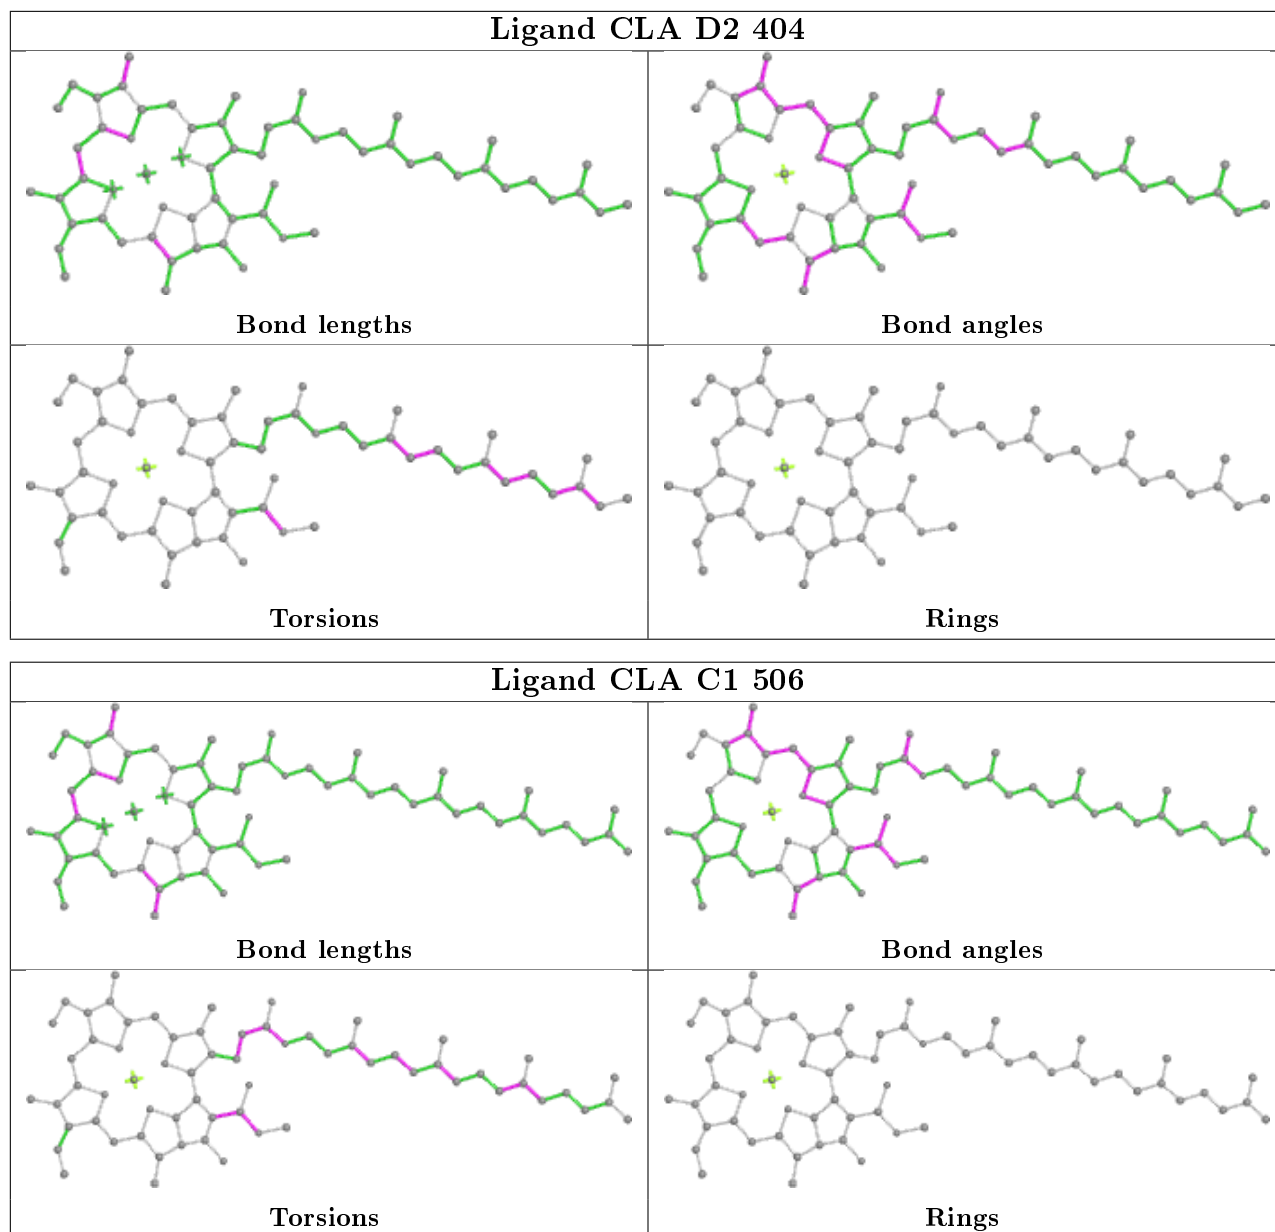 Ligand CLA D2 404
Bond lengths
Bond angles
Torsions
Rings
Ligand CLA C1 506
Bond lengths
Bond angles
Torsions
Rings